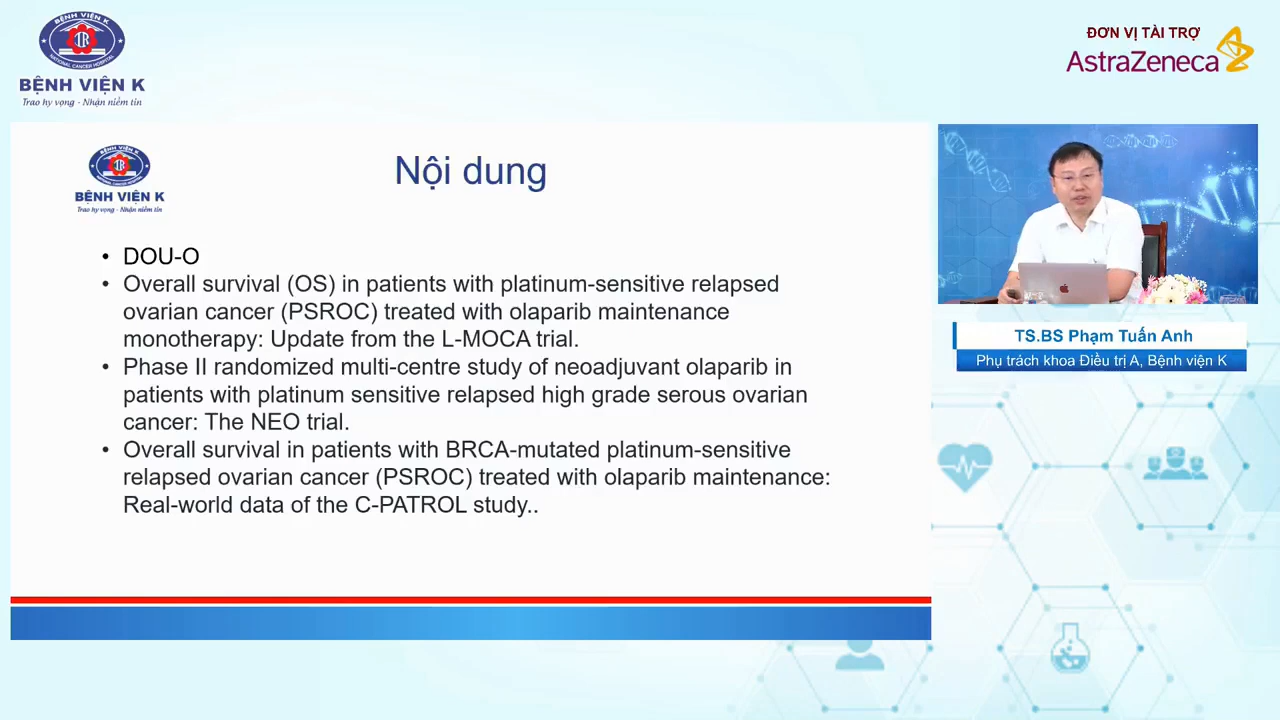 BỆNH VIỆN K
NATIONAL CANCER HOSPITAL
BỆNH VIỆN K
Trao hy vọng - Nhận niềm tin
ĐƠN VỊ TÀI TRỢ
AstraZeneca
BỆNH VIỆN K
Trao hy vọng - Nhận niềm tin
Nội dung
• DOU-O
• Overall survival (OS) in patients with platinum-sensitive relapsed
ovarian cancer (PSROC) treated with olaparib maintenance
monotherapy: Update from the L-MOCA trial.
• Phase II randomized multi-centre study of neoadjuvant olaparib in
patients with platinum sensitive relapsed high grade serous ovarian
cancer: The NEO trial.
• Overall survival in patients with BRCA-mutated platinum-sensitive
relapsed ovarian cancer (PSROC) treated with olaparib maintenance:
Real-world data of the C-PATROL study..
TS.BS Phạm Tuấn Anh
Phụ trách khoa Điều trị A, Bệnh viện K